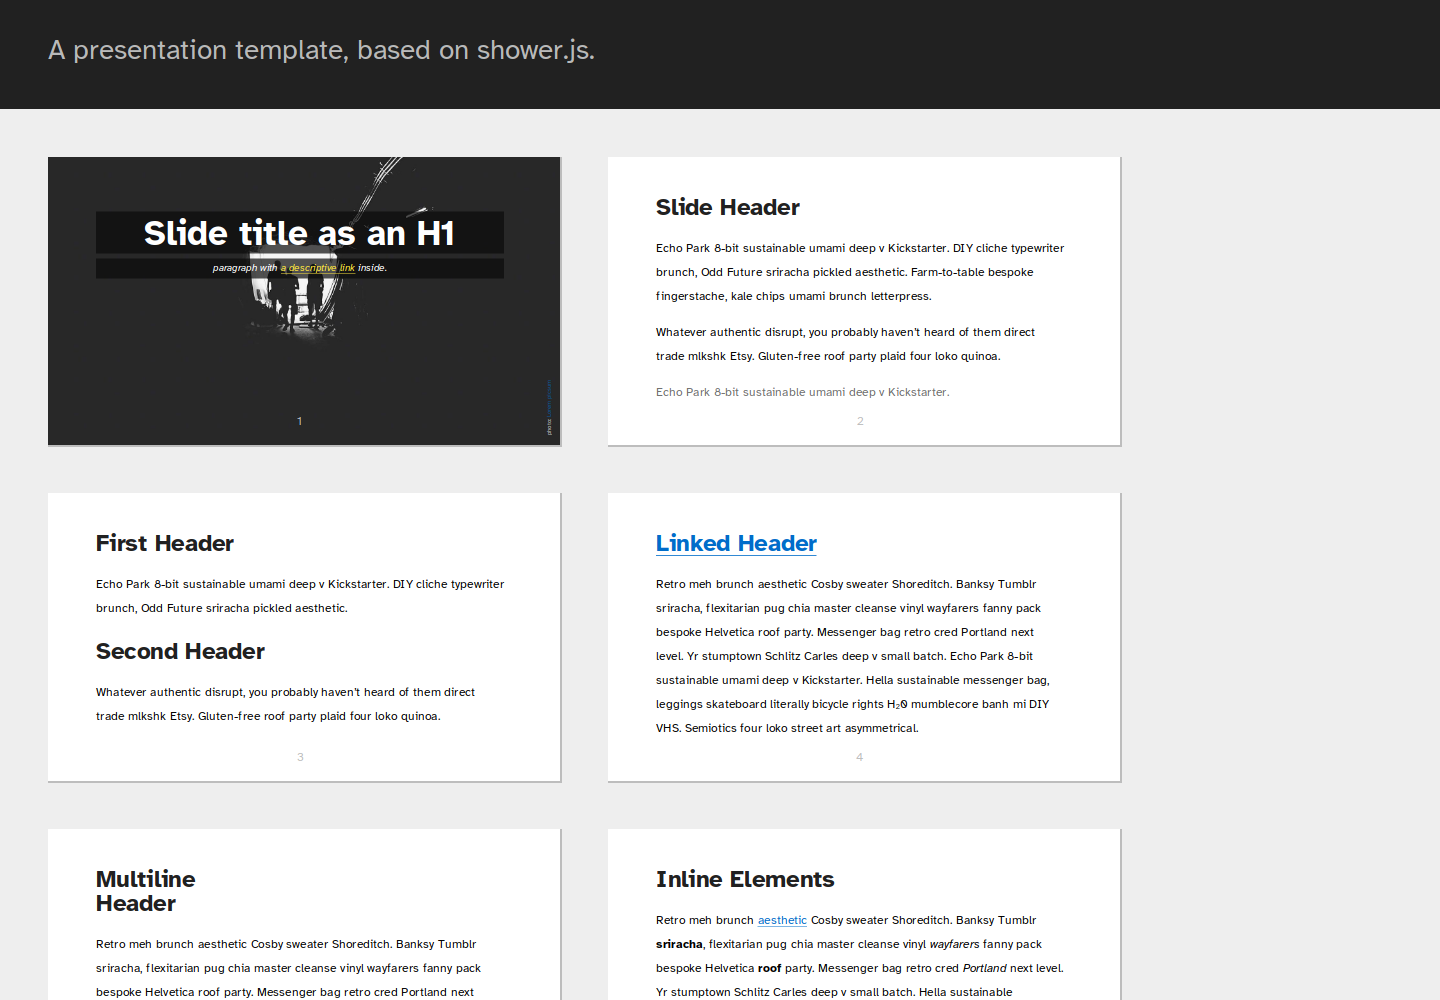 A presentation template, based on shower.js.
Slide title as an H1
paragraph with a descriptive link inside.
photo:
1
Slide Header
Echo Park 8-bit sustainable umami deep v Kickstarter. DIY cliche typewriter
brunch, Odd Future sriracha pickled aesthetic. Farm-to-table bespoke
fingerstache, kale chips umami brunch letterpress.
Whatever authentic disrupt, you probably haven't heard of them direct
trade mlkshk Etsy. Gluten-free roof party plaid four loko quinoa.
Echo Park 8-bit sustainable umami deep v Kickstarter.
2
First Header
Echo Park 8-bit sustainable umami deep v Kickstarter. DIY cliche typewriter
brunch, Odd Future sriracha pickled aesthetic.
Second Header
Whatever authentic disrupt, you probably haven't heard of them direct
trade mlkshk Etsy. Gluten-free roof party plaid four loko quinoa.
3
Linked Header
Retro meh brunch aesthetic Cosby sweater Shoreditch. Banksy Tumblr
sriracha, flexitarian pug chia master cleanse vinyl wayfarers fanny pack
bespoke Helvetica roof party. Messenger bag retro cred Portland next
level. Yr stumptown Schlitz Carles deep v small batch. Echo Park 8-bit
sustainable umami deep v Kickstarter. Hella sustainable messenger bag,
leggings skateboard literally bicycle rights H₂0 mumblecore banh mi DIY
VHS. Semiotics four loko street art asymmetrical.
4
Multiline
Header
Retro meh brunch aesthetic Cosby sweater Shoreditch. Banksy Tumblr
sriracha, flexitarian pug chia master cleanse vinyl wayfarers fanny pack
bespoke Helvetica roof party. Messenger bag retro cred Portland next
Inline Elements
Retro meh brunch aesthetic Cosby sweater Shoreditch. Banksy Tumblr
sriracha, flexitarian pug chia master cleanse vinyl wayfarers fanny pack
bespoke Helvetica roof party. Messenger bag retro cred Portland next level.
Yr stumptown Schlitz Carles deep v small batch. Hella sustainable